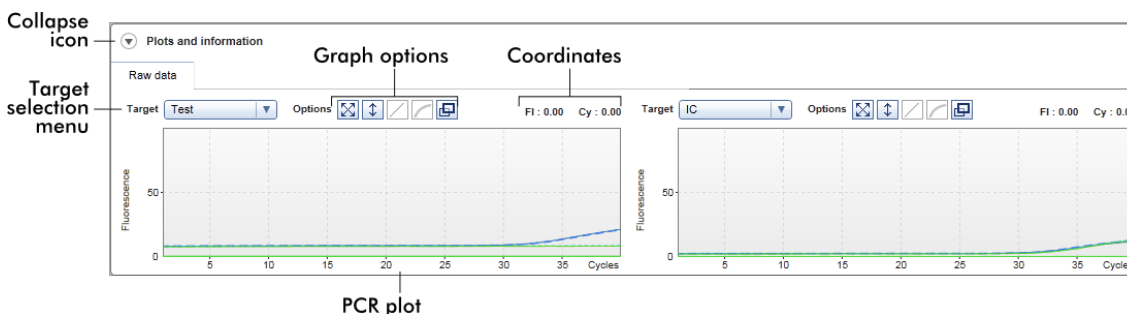 Collapse
icon
Plots and information
Graph options
Coordinates
Raw data
Target
selection
menu
Target Test Options FI : 0.00 Cy : 0.00
Target IC Options FI : 0.00 Cy : 0.0
Fluorescence
50
0
5 10 15 20 25 30 35 Cycles
Fluorescence
50
0
5 10 15 20 25 30 35 Cycle
PCR plot